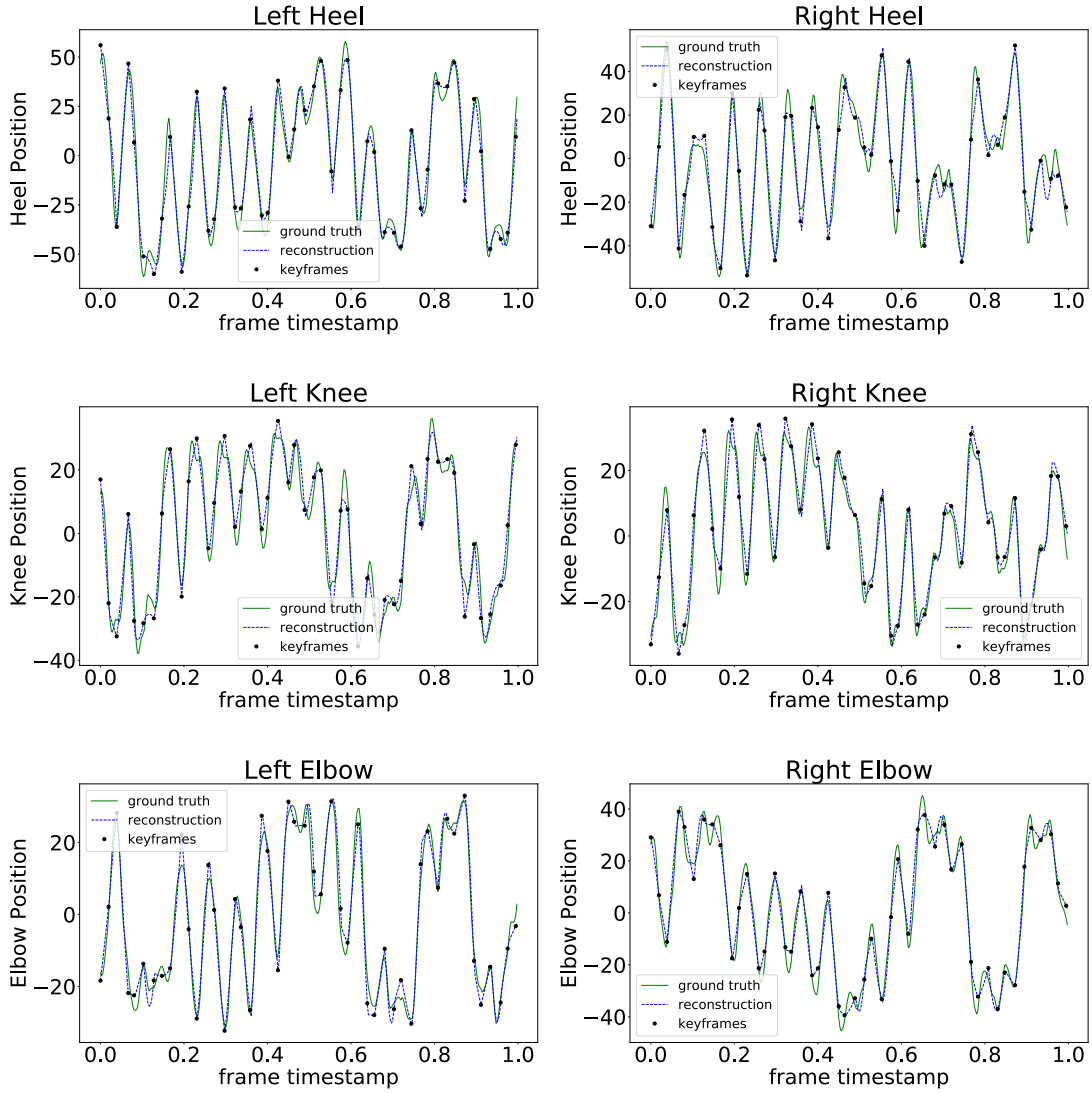 Left Heel
Heel Position
50
25
0
−25
−50
ground truth
reconstruction
keyframes
0.0 0.2 0.4 0.6 0.8 1.0
frame timestamp
Right Heel
Heel Position
40
20
0
−20
−40
ground truth
reconstruction
keyframes
0.0 0.2 0.4 0.6 0.8 1.0
frame timestamp
Left Knee
Knee Position
20
0
−20
−40
ground truth
reconstruction
keyframes
0.0 0.2 0.4 0.6 0.8 1.0
frame timestamp
Right Knee
Knee Position
20
0
−20
ground truth
reconstruction
keyframes
0.0 0.2 0.4 0.6 0.8 1.0
frame timestamp
Left Elbow
Elbow Position
20
0
−20
ground truth
reconstruction
keyframes
0.0 0.2 0.4 0.6 0.8 1.0
frame timestamp
Right Elbow
Elbow Position
40
20
0
−20
−40
ground truth
reconstruction
keyframes
0.0 0.2 0.4 0.6 0.8 1.0
frame timestamp